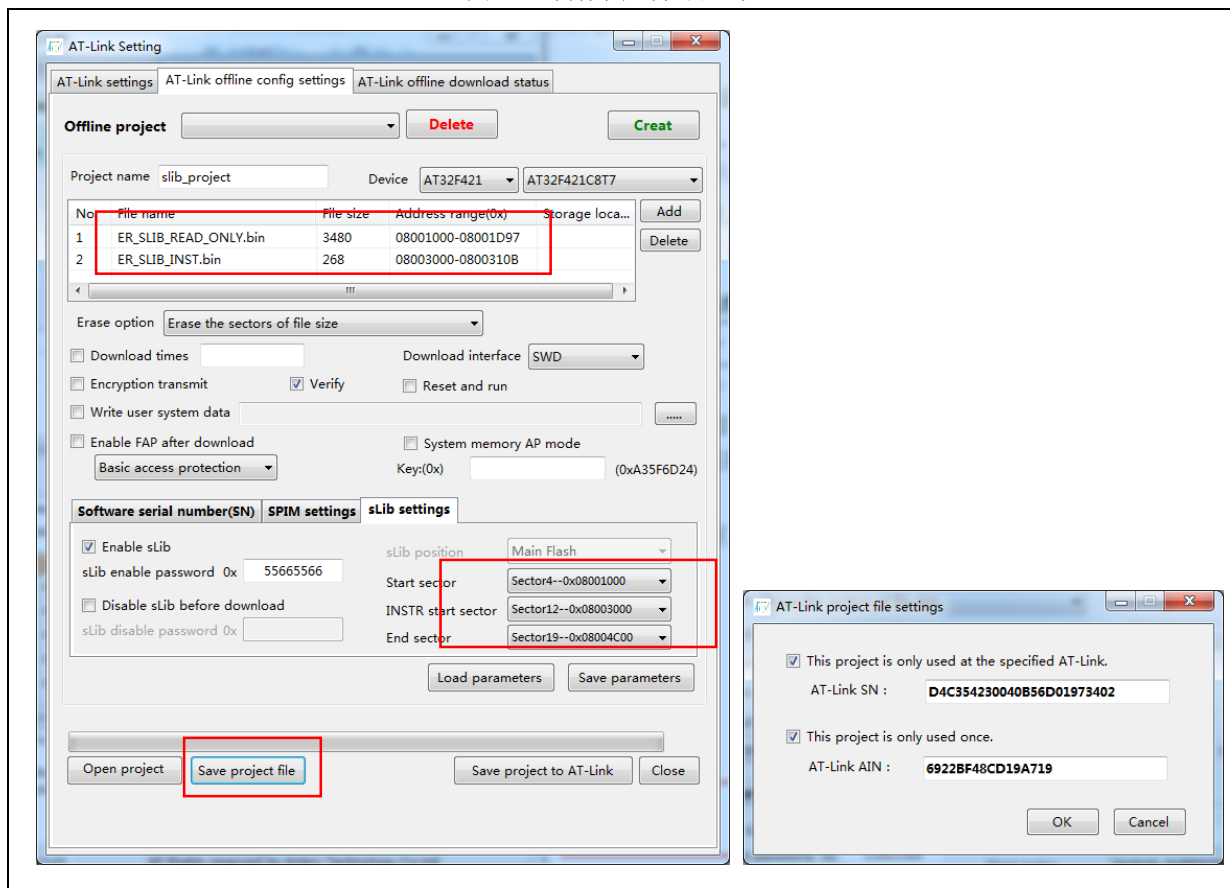 AT-Link Setting
AT-Link settings AT-Link offline config settings AT-Link offline download status
Offline project Delete Creat
Project name slib_project Device AT32F421 AT32F421C8T7
No File name File size Address range(0x) Storage loca... Add
1 ER_SLIB_READ_ONLY.bin 3480 08001000-08001D97 Delete
2 ER_SLIB_INST.bin 268 08003000-0800310B
Erase option Erase the sectors of file size
Download times Download interface SWD
Encryption transmit Verify Reset and run
Write user system data .....
Enable FAP after download System memory AP mode
Basic access protection Key:(0x) (0xA35F6D24)
Software serial number(SN) SPIM settings sLib settings
Enable sLib sLib position Main Flash
sLib enable password 0x 55665566 Start sector Sector4--0x08001000
Disable sLib before download INSTR start sector Sector12--0x08003000
sLib disable password 0x End sector Sector19--0x08004C00
Load parameters Save parameters
Open project Save project file Save project to AT-Link Close
AT-Link project file settings
This project is only used at the specified AT-Link.
AT-Link SN : D4C354230040B56D01973402
This project is only used once.
AT-Link AIN : 6922BF48CD19A719
OK Cancel